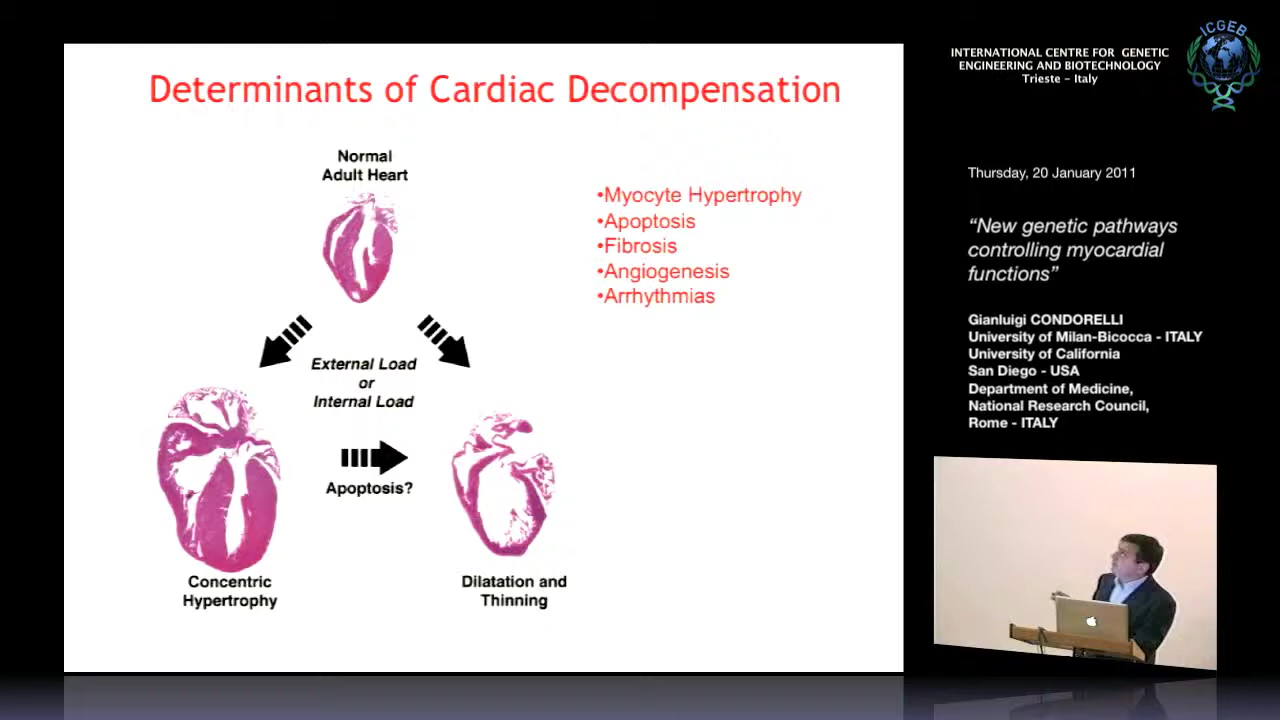 Determinants of Cardiac Decompensation
Normal
Adult Heart
•Myocyte Hypertrophy
•Apoptosis
•Fibrosis
•Angiogenesis
•Arrhythmias
External Load
or
Internal Load
Apoptosis?
Concentric
Hypertrophy
Dilatation and
Thinning
INTERNATIONAL CENTRE FOR GENETIC
ENGINEERING AND BIOTECHNOLOGY
Trieste - Italy
ICGEB
Thursday, 20 January 2011
“New genetic pathways
controlling myocardial
functions”
Gianluigi CONDORELLI
University of Milan-Bicocca - ITALY
University of California
San Diego - USA
Department of Medicine,
National Research Council,
Rome - ITALY